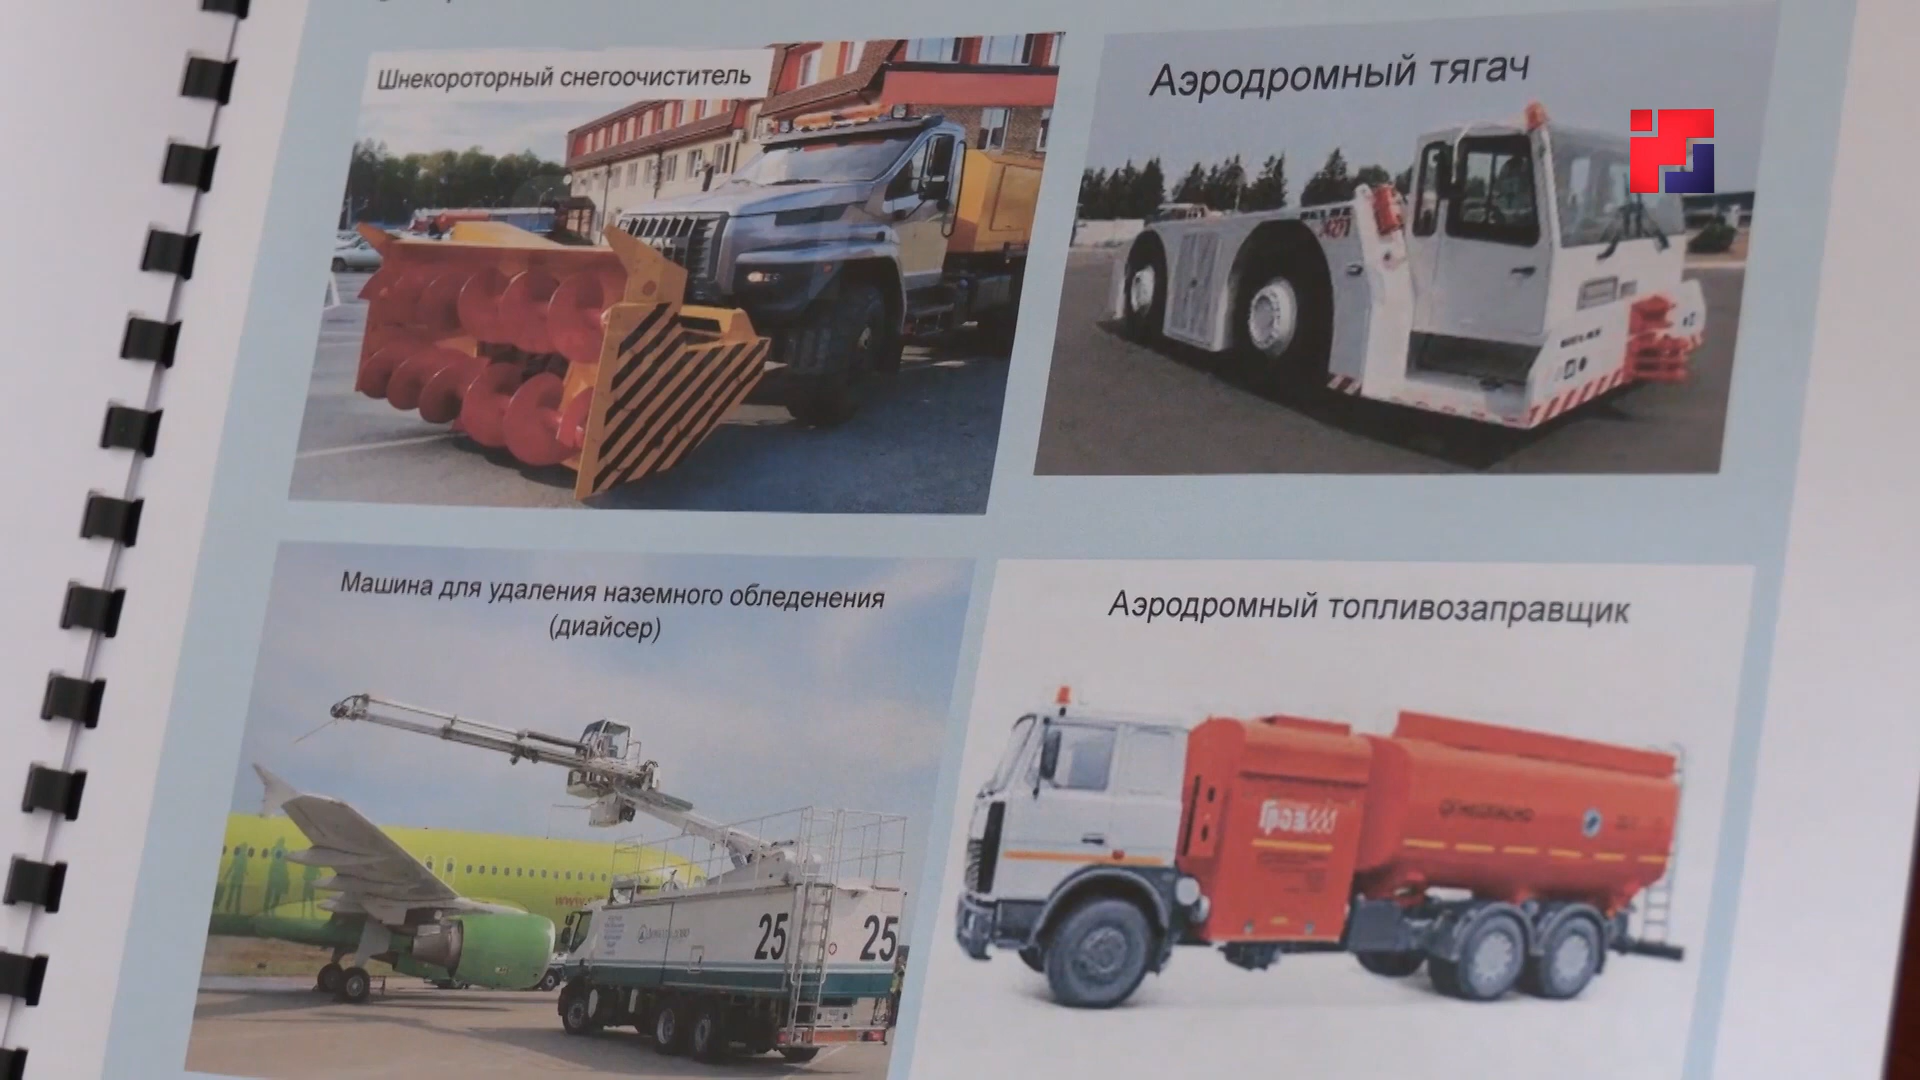 Шнекороторный снегоочиститель
Аэродромный тягач
Машина для удаления наземного обледенения
(диайсер)
25
25
Аэродромный топливозаправщик